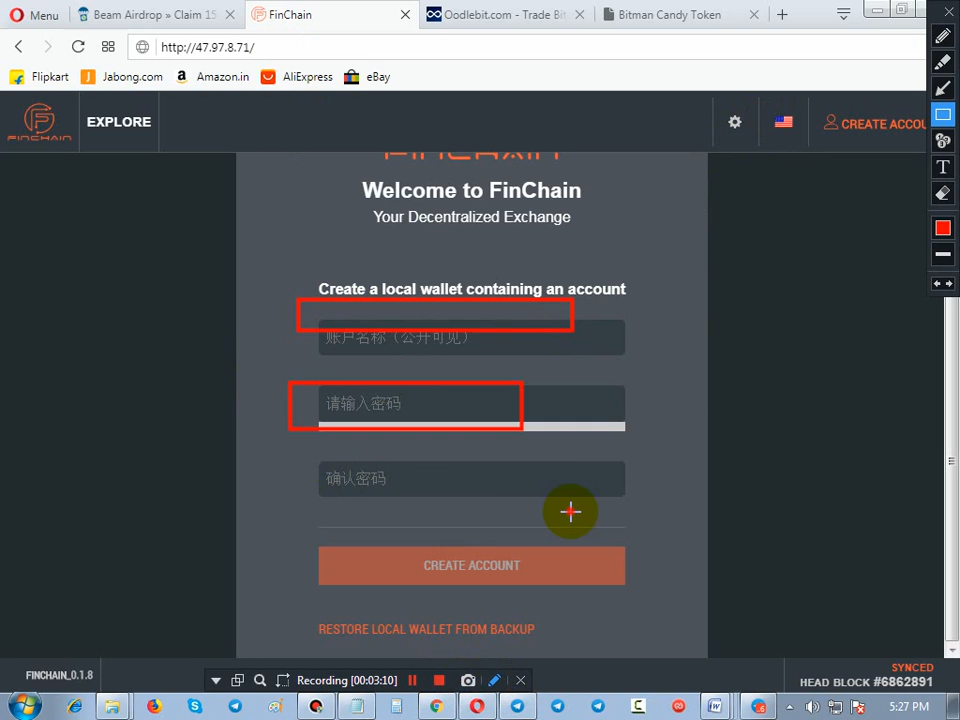 Menu
Beam Airdrop » Claim 15
FinChain
Oodlebit.com - Trade Bit
Bitman Candy Token
http://47.97.8.71/
Flipkart
Jabong.com
Amazon.in
AliExpress
eBay
FINCHAIN
EXPLORE
CREATE ACCOU
FINCHAIN
Welcome to FinChain
Your Decentralized Exchange
Create a local wallet containing an account
账户名称（公开可见）
请输入密码
确认密码
CREATE ACCOUNT
RESTORE LOCAL WALLET FROM BACKUP
FINCHAIN_0.1.8
Recording [00:03:10]
SYNCED
HEAD BLOCK #6862891
5:27 PM